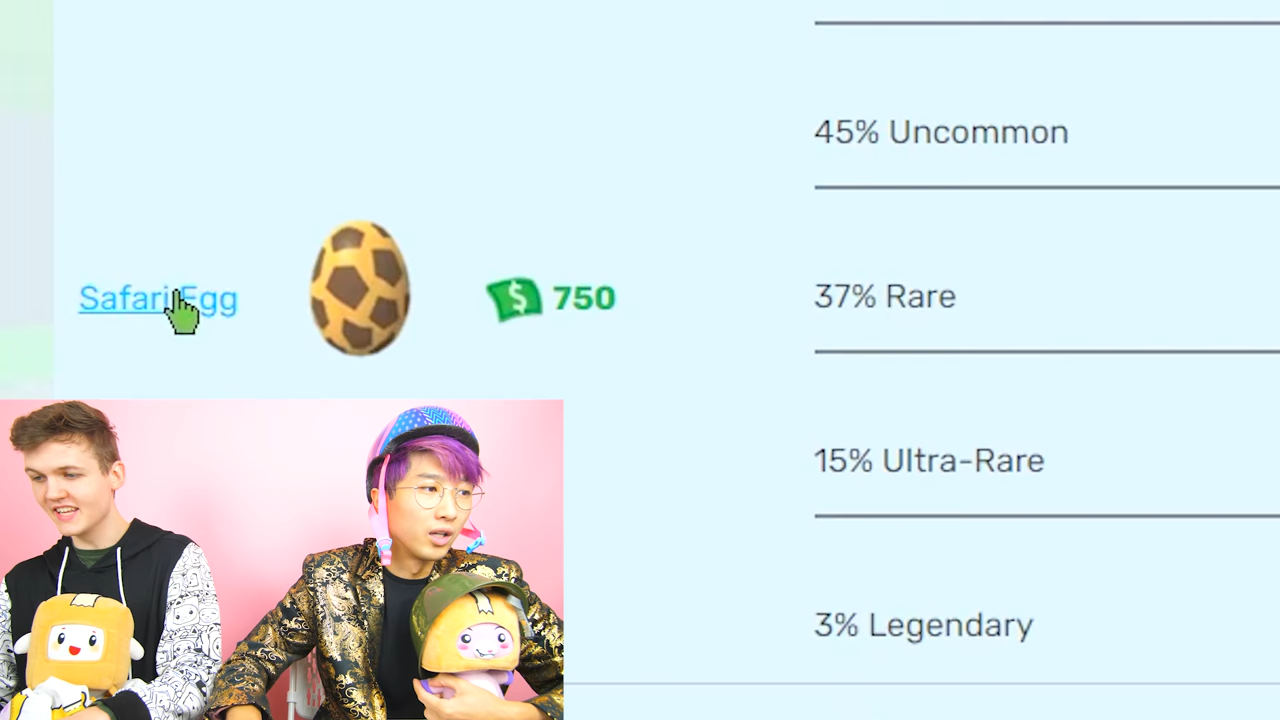 45% Uncommon
Safari Egg
$ 750
37% Rare
15% Ultra-Rare
3% Legendary